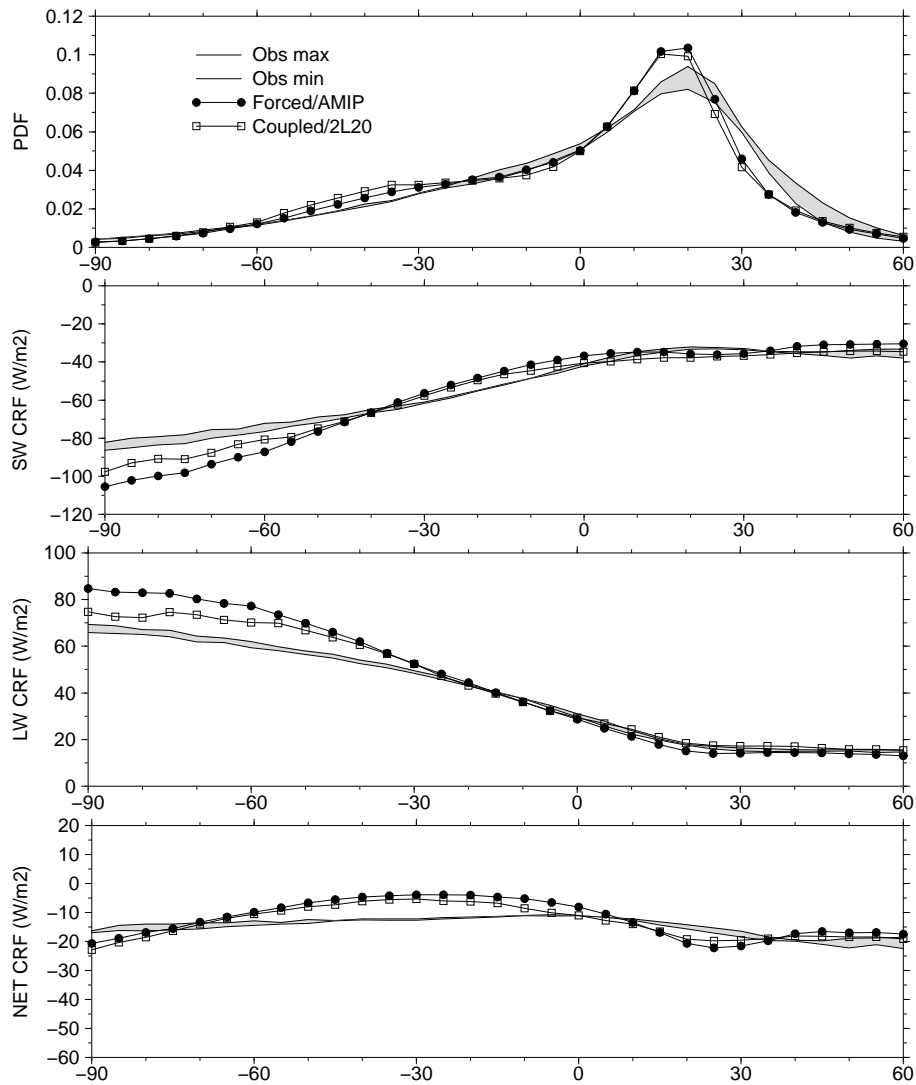 0.12
0.1
0.08
0.06
0.04
0.02
0
PDF
Obs max
Obs min
Forced/AMIP
Coupled/2L20
−90 −60 −30 0 30 60
0
−20
−40
−60
−80
−100
−120
SW CRF (W/m2)
−90 −60 −30 0 30 60
100
80
60
40
20
0
LW CRF (W/m2)
−90 −60 −30 0 30 60
20
10
0
−10
−20
−30
−40
−50
−60
NET CRF (W/m2)
−90 −60 −30 0 30 60